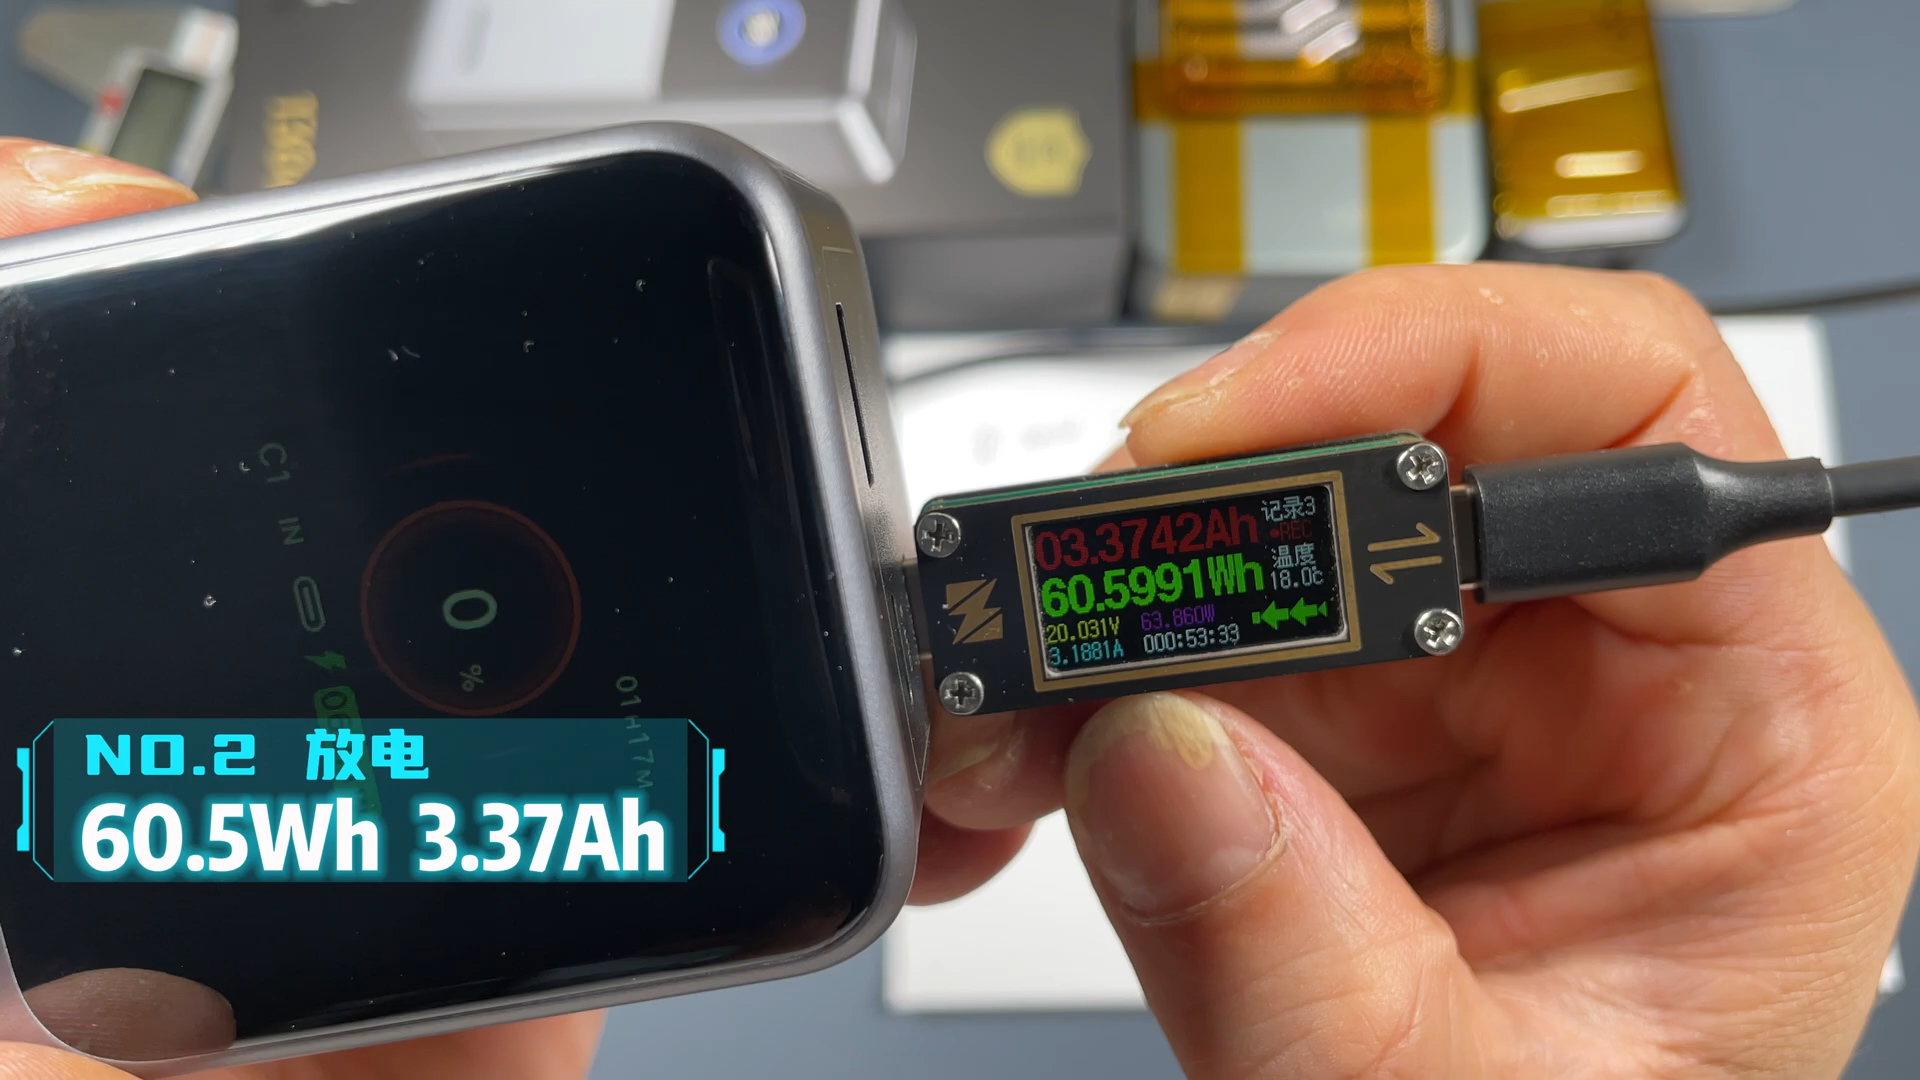 C1 IN
0
%
01H17M
03.3742Ah
记录3
•REC
60.5991Wh
温度
18.0c
20.031V 63.860W
3.1881A 000:53:33
NO.2 放电
60.5Wh 3.37Ah